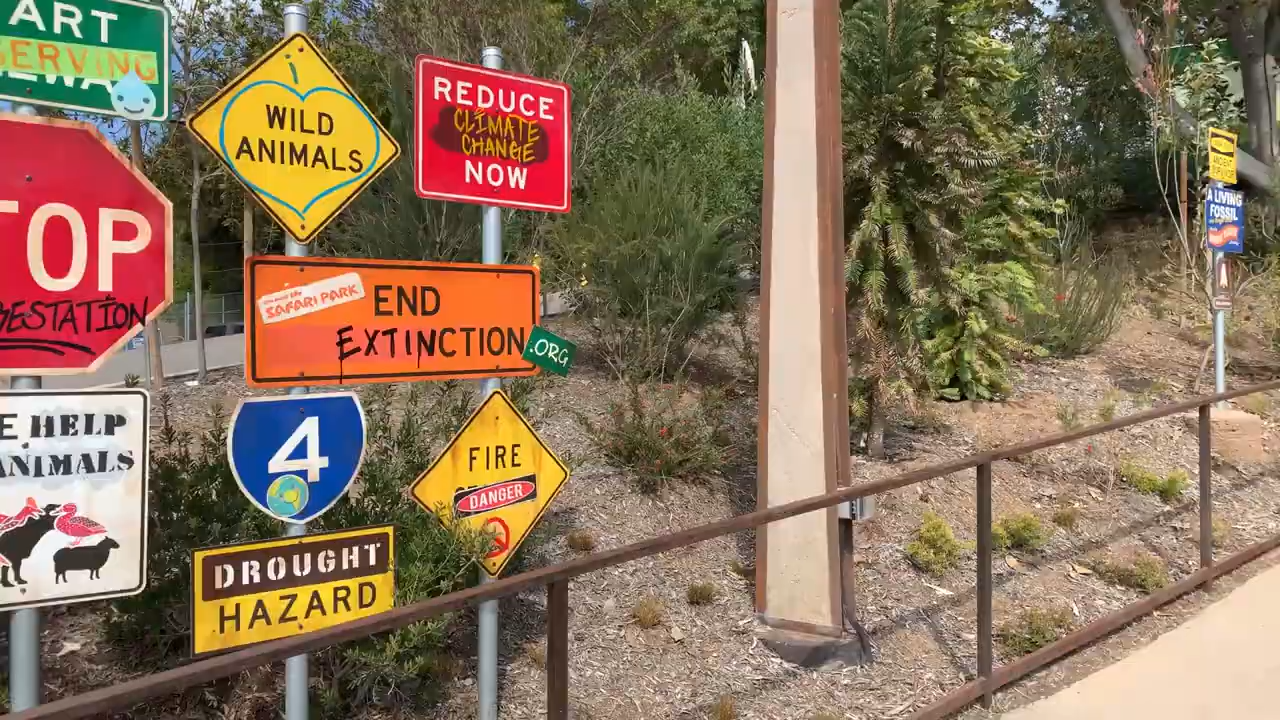 ART
SERVING
TOP
ESTATION
E HELP
ANIMALS
WILD
ANIMALS
REDUCE
CLIMATE
CHANGE
NOW
SAFARI PARK
END
EXTINCTION
.ORG
4
FIRE
DANGER
DROUGHT
HAZARD
A LIVING
FOSSIL